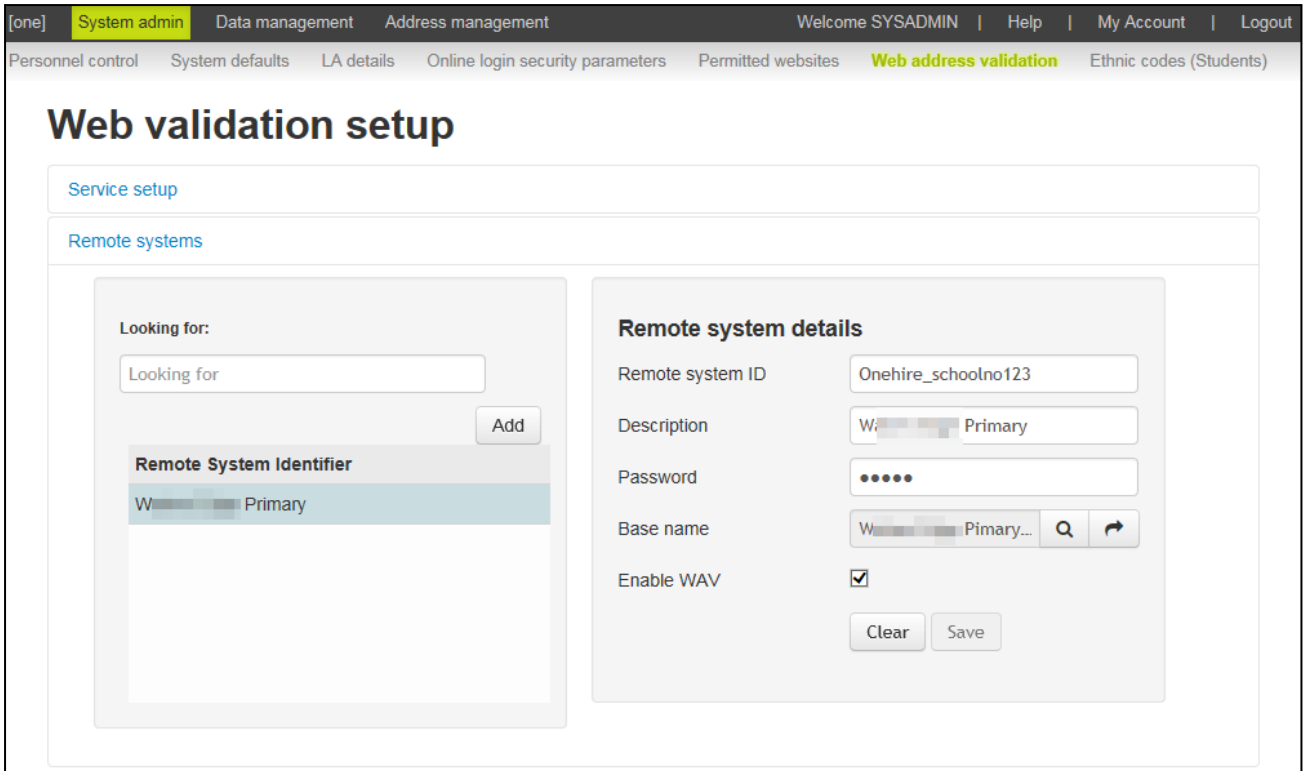 [one] System admin Data management Address management Welcome SYSADMIN | Help | My Account | Logout
Personnel control System defaults LA details Online login security parameters Permitted websites Web address validation Ethnic codes (Students)
Web validation setup
Service setup
Remote systems
Looking for:
Looking for
Add
Remote System Identifier
Primary
Remote system details
Remote system ID Onehire_schoolno123
Description Primary
Password •••••
Base name Pimary...
Enable WAV
Clear Save